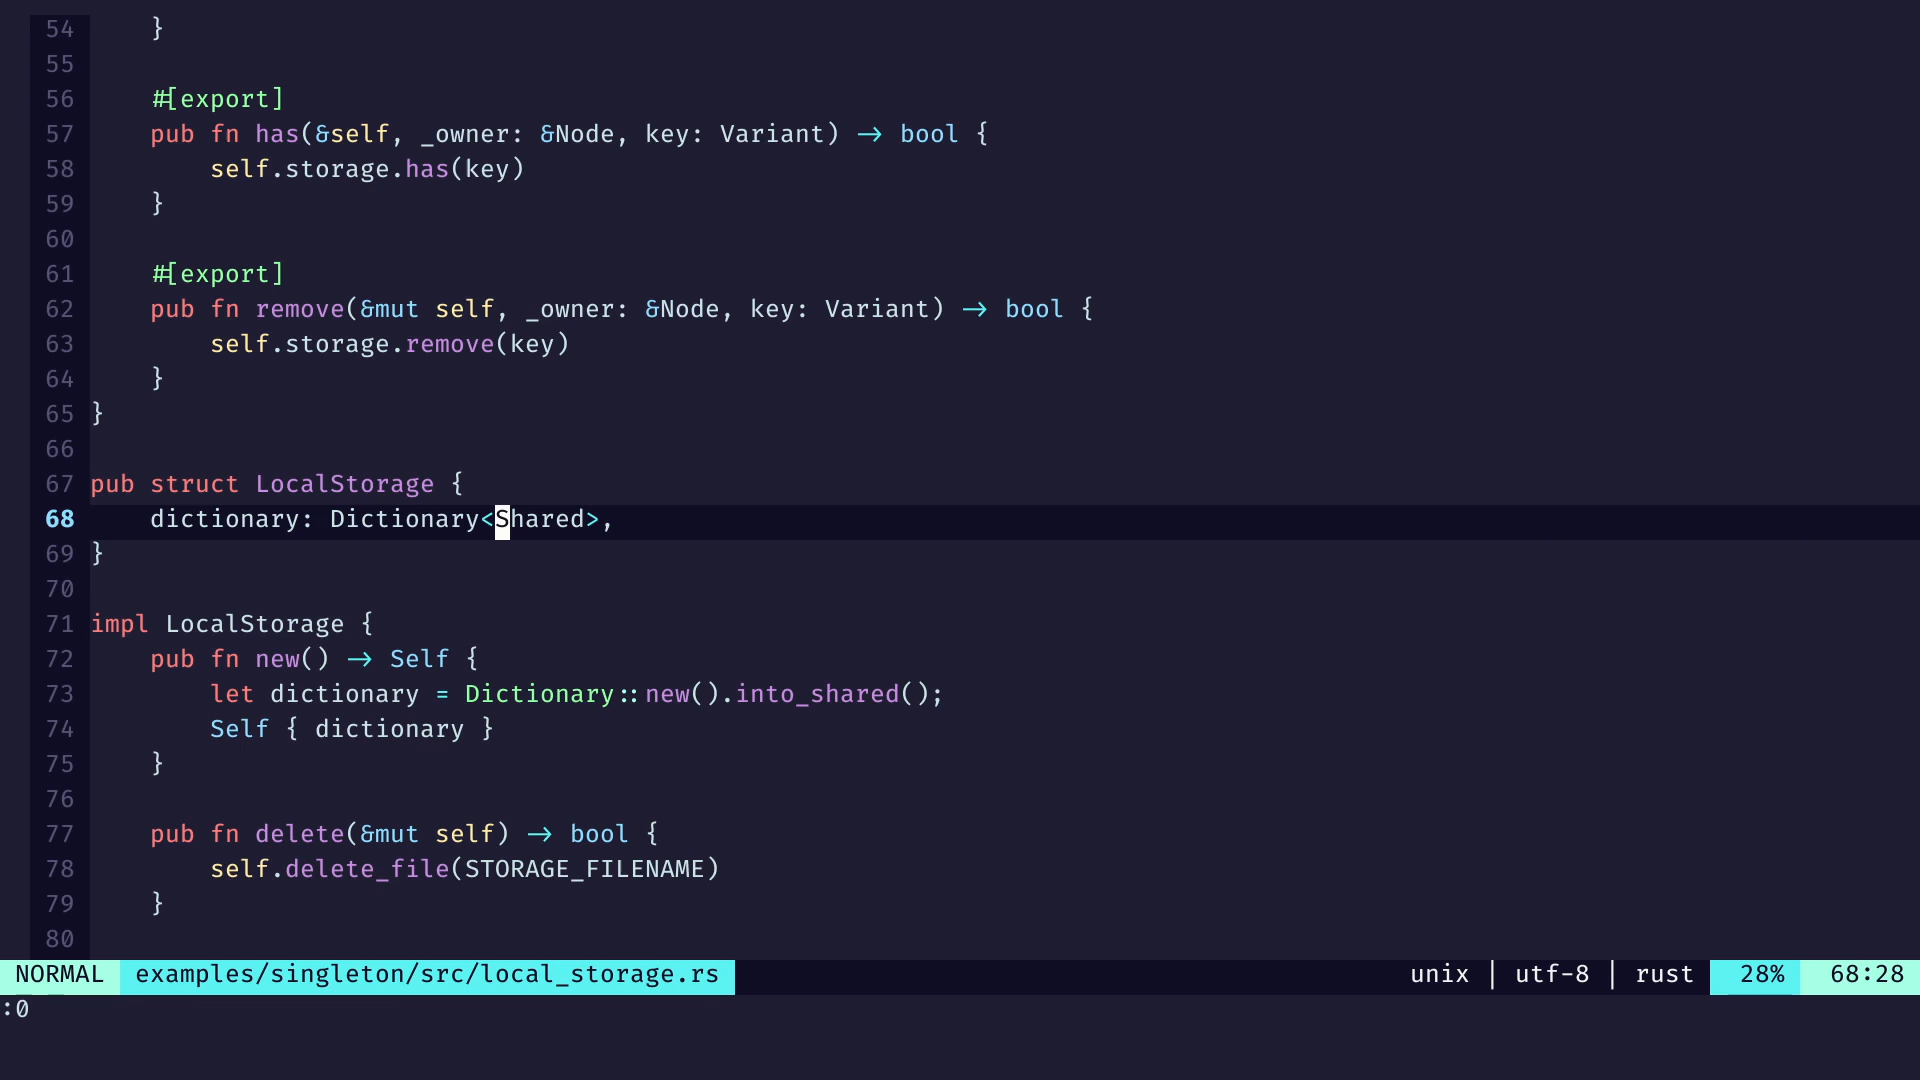 54     }
55
56     #[export]
57     pub fn has(&self, _owner: &Node, key: Variant) -> bool {
58         self.storage.has(key)
59     }
60
61     #[export]
62     pub fn remove(&mut self, _owner: &Node, key: Variant) -> bool {
63         self.storage.remove(key)
64     }
65 }
66
67 pub struct LocalStorage {
68     dictionary: Dictionary<Shared>,
69 }
70
71 impl LocalStorage {
72     pub fn new() -> Self {
73         let dictionary = Dictionary::new().into_shared();
74         Self { dictionary }
75     }
76
77     pub fn delete(&mut self) -> bool {
78         self.delete_file(STORAGE_FILENAME)
79     }
80
NORMAL examples/singleton/src/local_storage.rs unix | utf-8 | rust 28% 68:28
:0